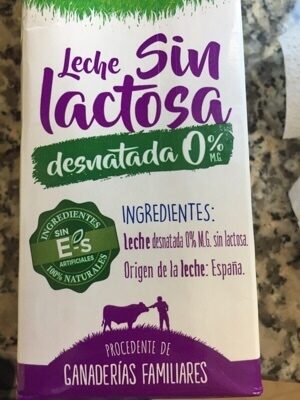 Leche Sin
lactosa
desnatada 0%
M.G.
INGREDIENTES:
Leche desnatada 0% M.G. sin lactosa.
Origen de la leche: España.
INGREDIENTES
SIN
E-s
ARTIFICIALES
100% NATURALES
PROCEDENTE DE
GANADERÍAS FAMILIARES